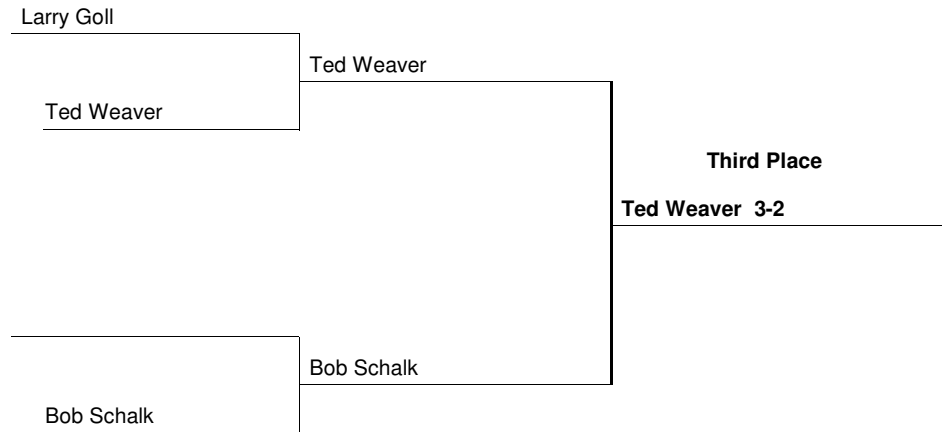 Larry Goll
Ted Weaver
Ted Weaver
Third Place
Ted Weaver 3-2
Bob Schalk
Bob Schalk